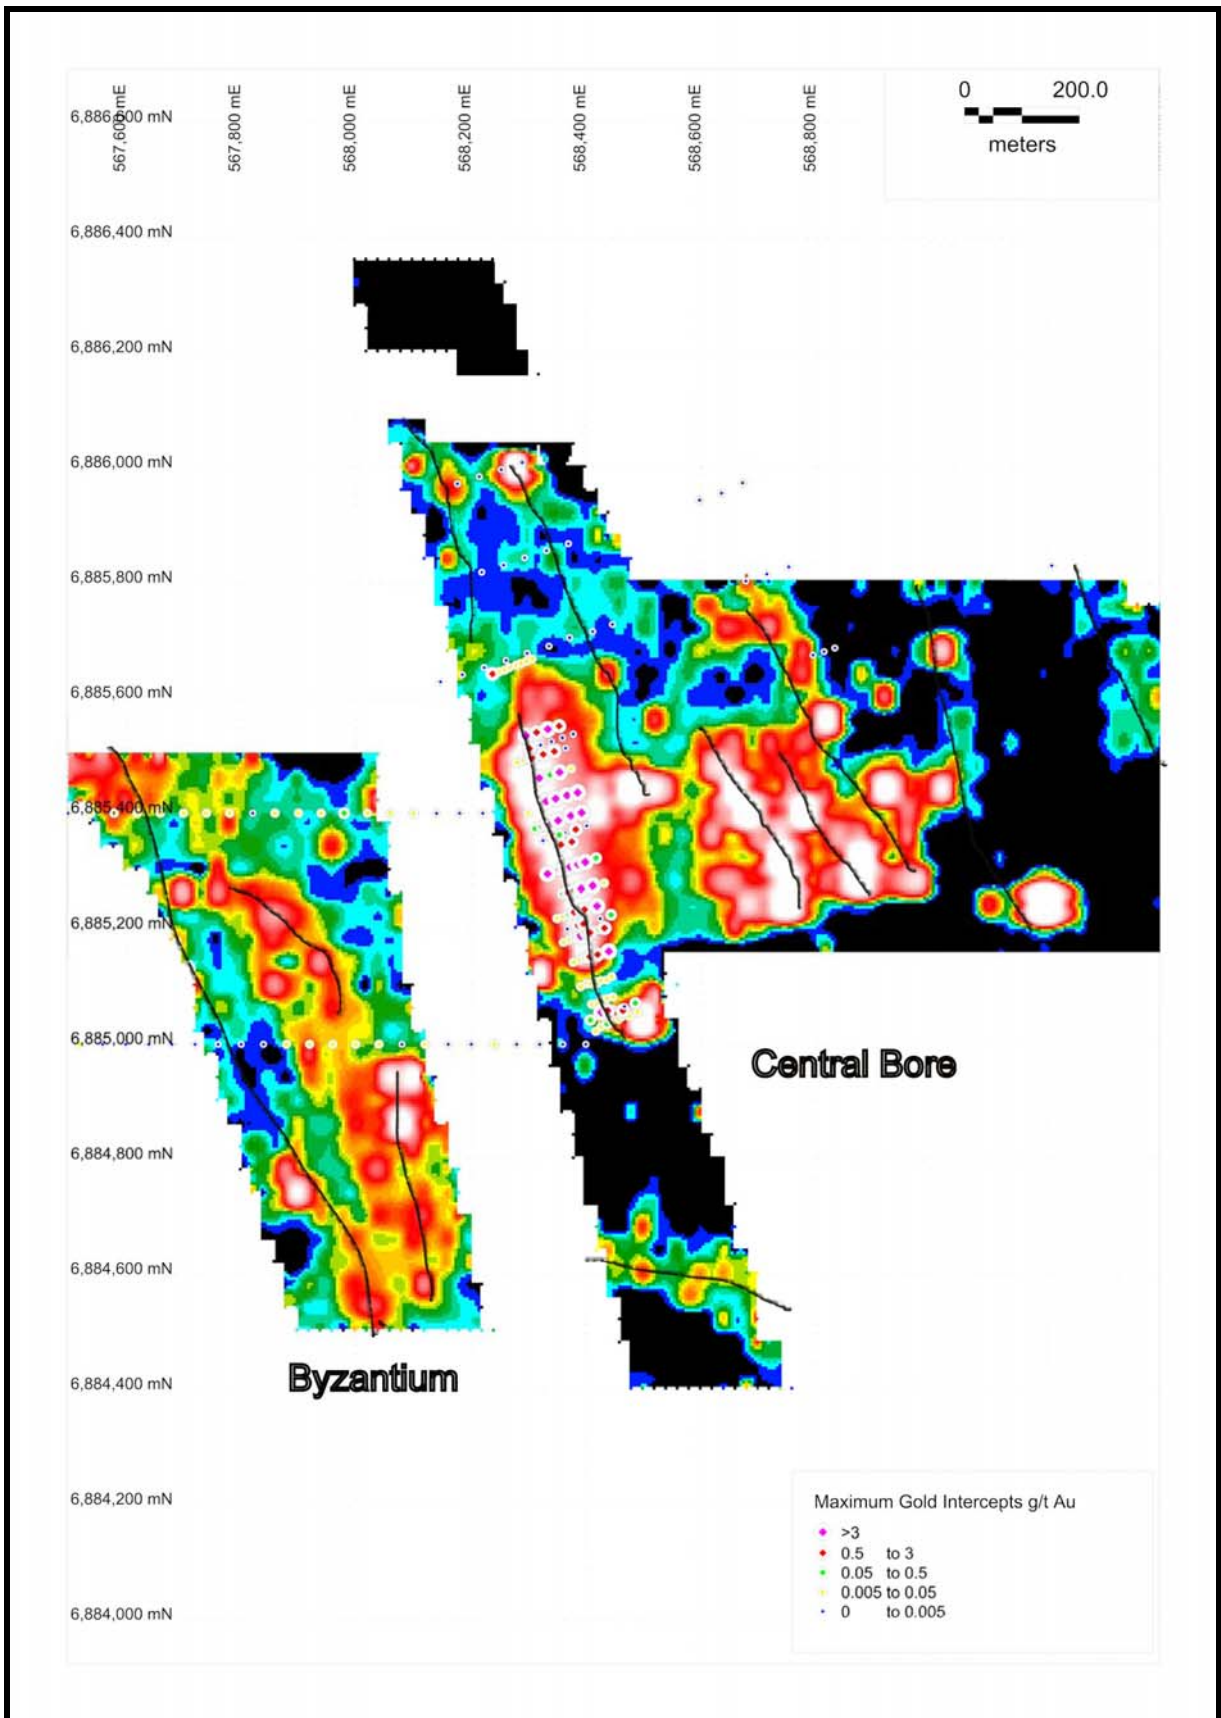 0 200.0
meters
567,600 mE
567,800 mE
568,000 mE
568,200 mE
568,400 mE
568,600 mE
568,800 mE
6,886,600 mN
6,886,400 mN
6,886,200 mN
6,886,000 mN
6,885,800 mN
6,885,600 mN
6,885,400 mN
6,885,200 mN
6,885,000 mN
Central Bore
6,884,800 mN
6,884,600 mN
Byzantium
6,884,400 mN
6,884,200 mN
6,884,000 mN
Maximum Gold Intercepts g/t Au
>3
0.5 to 3
0.05 to 0.5
0.005 to 0.05
0 to 0.005